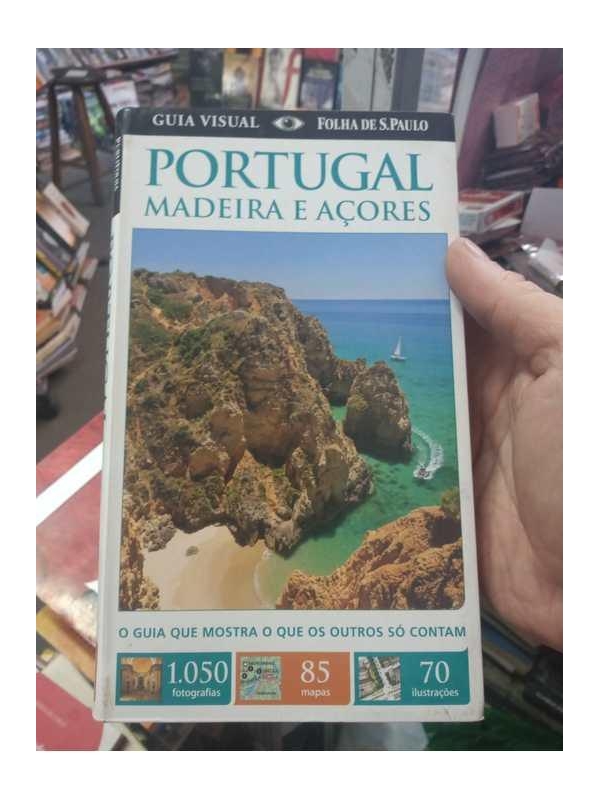 GUIA VISUAL FOLHA DE S.PAULO
PORTUGAL
MADEIRA E AÇORES
O GUIA QUE MOSTRA O QUE OS OUTROS SÓ CONTAM
1.050 fotografias
85 mapas
70 ilustrações